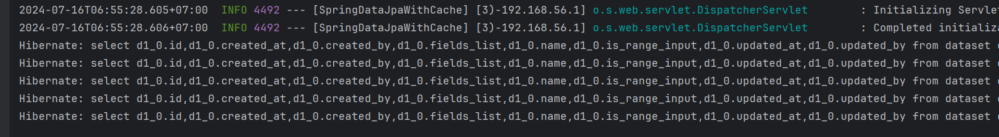 2024-07-16T06:55:28.605+07:00  INFO 4492 --- [SpringDataJpaWithCache] [3)-192.168.56.1] o.s.web.servlet.DispatcherServlet        : Initializing
2024-07-16T06:55:28.606+07:00  INFO 4492 --- [SpringDataJpaWithCache] [3)-192.168.56.1] o.s.web.servlet.DispatcherServlet        : Completed
Hibernate: select d1_0.id,d1_0.created_at,d1_0.created_by,d1_0.fields_list,d1_0.name,d1_0.is_range_input,d1_0.updated_at,d1_0.updated_by from dataset
Hibernate: select d1_0.id,d1_0.created_at,d1_0.created_by,d1_0.fields_list,d1_0.name,d1_0.is_range_input,d1_0.updated_at,d1_0.updated_by from dataset
Hibernate: select d1_0.id,d1_0.created_at,d1_0.created_by,d1_0.fields_list,d1_0.name,d1_0.is_range_input,d1_0.updated_at,d1_0.updated_by from dataset
Hibernate: select d1_0.id,d1_0.created_at,d1_0.created_by,d1_0.fields_list,d1_0.name,d1_0.is_range_input,d1_0.updated_at,d1_0.updated_by from dataset
Hibernate: select d1_0.id,d1_0.created_at,d1_0.created_by,d1_0.fields_list,d1_0.name,d1_0.is_range_input,d1_0.updated_at,d1_0.updated_by from dataset